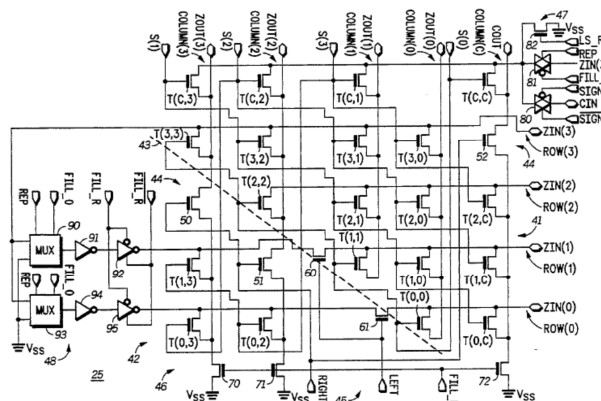 S(1)
COLUMN(3)
ZOUT(3)
S(2)
COLUMN(2)
ZOUT(2)
S(3)
COLUMN(1)
ZOUT(1)
COLUMN(0)
ZOUT(0)
S(0)
COLUMN(C)
COUT
47
VSS
82
LS_R
REP
ZIN(3
81
FILL_
SIGN
CIN
80
SIGN
T(C,3)
T(C,2)
T(C,1)
T(C,0)
T(C,C)
T(3,3)
43
T(3,2)
T(3,1)
T(3,0)
52
ZIN(3)
ROW(3)
44
44
50
T(2,2)
T(2,1)
T(2,0)
T(2,C)
ZIN(2)
ROW(2)
41
REP
FILL_0
FILL_R
FILL_R
MUX
90
91
92
T(1,3)
51
60
T(1,1)
T(1,0)
T(1,C)
ZIN(1)
ROW(1)
REP
FILL_0
MUX
93
94
95
T(0,3)
T(0,2)
61
T(0,0)
T(0,C)
ZIN(0)
ROW(0)
VSS
48
42
25
46
70
71
VSS
VSS
RIGHT
LEFT
45
FILL_
72
VSS